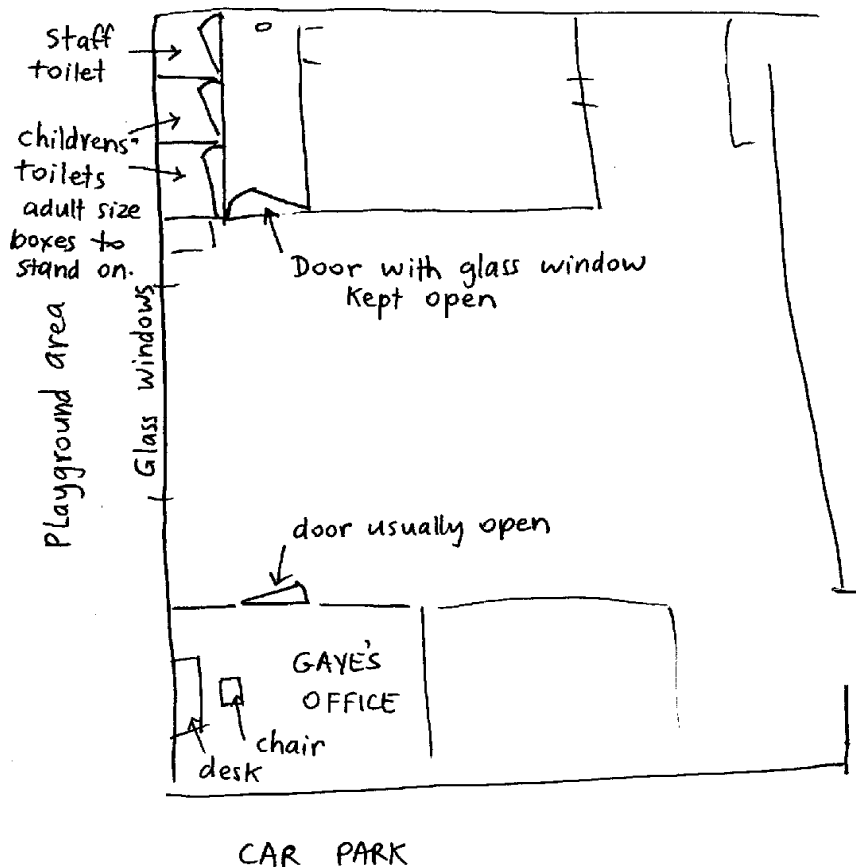 Staff
toilet
childrens'
toilets
adult size
boxes to
stand on.
Door with glass window
Kept open
Playground area
Glass windows
door usually open
GAYE'S
OFFICE
chair
desk
CAR PARK